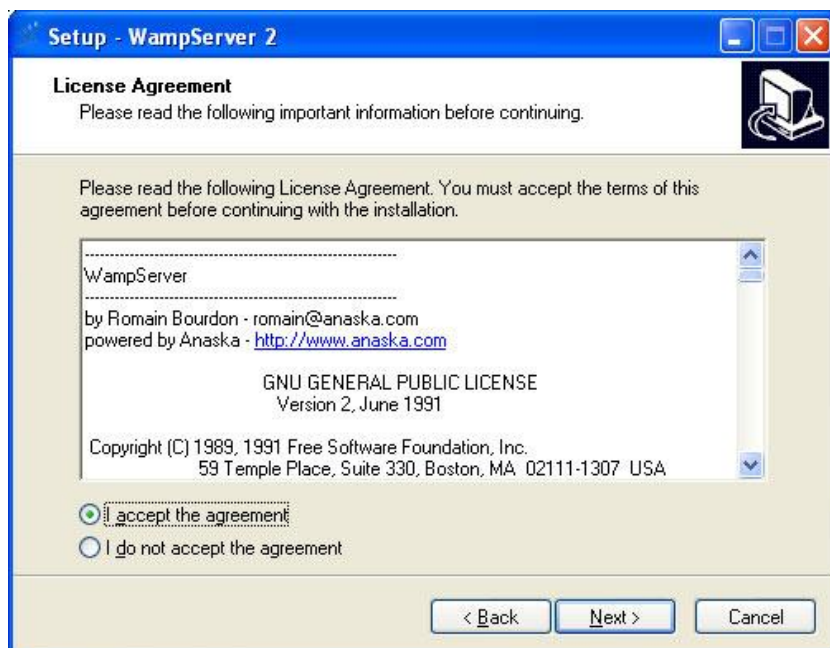 Setup - WampServer 2
License Agreement
Please read the following important information before continuing.
Please read the following License Agreement. You must accept the terms of this
agreement before continuing with the installation.
------------------------------------------------------------
WampServer
------------------------------------------------------------
by Romain Bourdon - romain@anaska.com
powered by Anaska - http://www.anaska.com
GNU GENERAL PUBLIC LICENSE
Version 2, June 1991
Copyright (C) 1989, 1991 Free Software Foundation, Inc.
59 Temple Place, Suite 330, Boston, MA 02111-1307 USA
I accept the agreement
I do not accept the agreement
< Back Next > Cancel